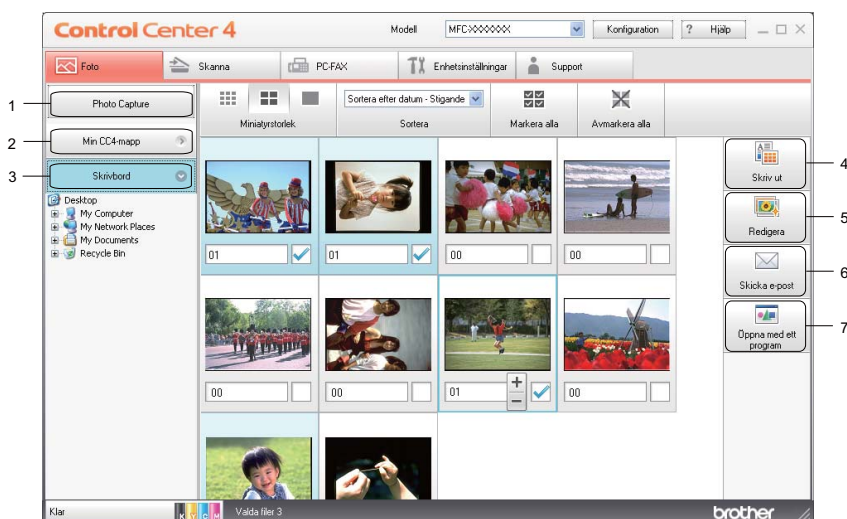 Control Center 4
Modell MFC-XXXXXX Konfiguration ? Hjälp
Foto Skanna PC-FAX Enhetsinställningar Support
1 Photo Capture
2 Min CC4-mapp
3 Skrivbord
Miniatyrstorlek
Sortera efter datum - Stigande
Sortera
Markera alla
Avmarkera alla
Desktop
My Computer
My Network Places
My Documents
Recycle Bin
01 01 00 00
00 00 01 + − 00
Skriv ut 4
Redigera 5
Skicka e-post 6
Öppna med ett
program 7
Klar K Y C M Valda filer 3 brother